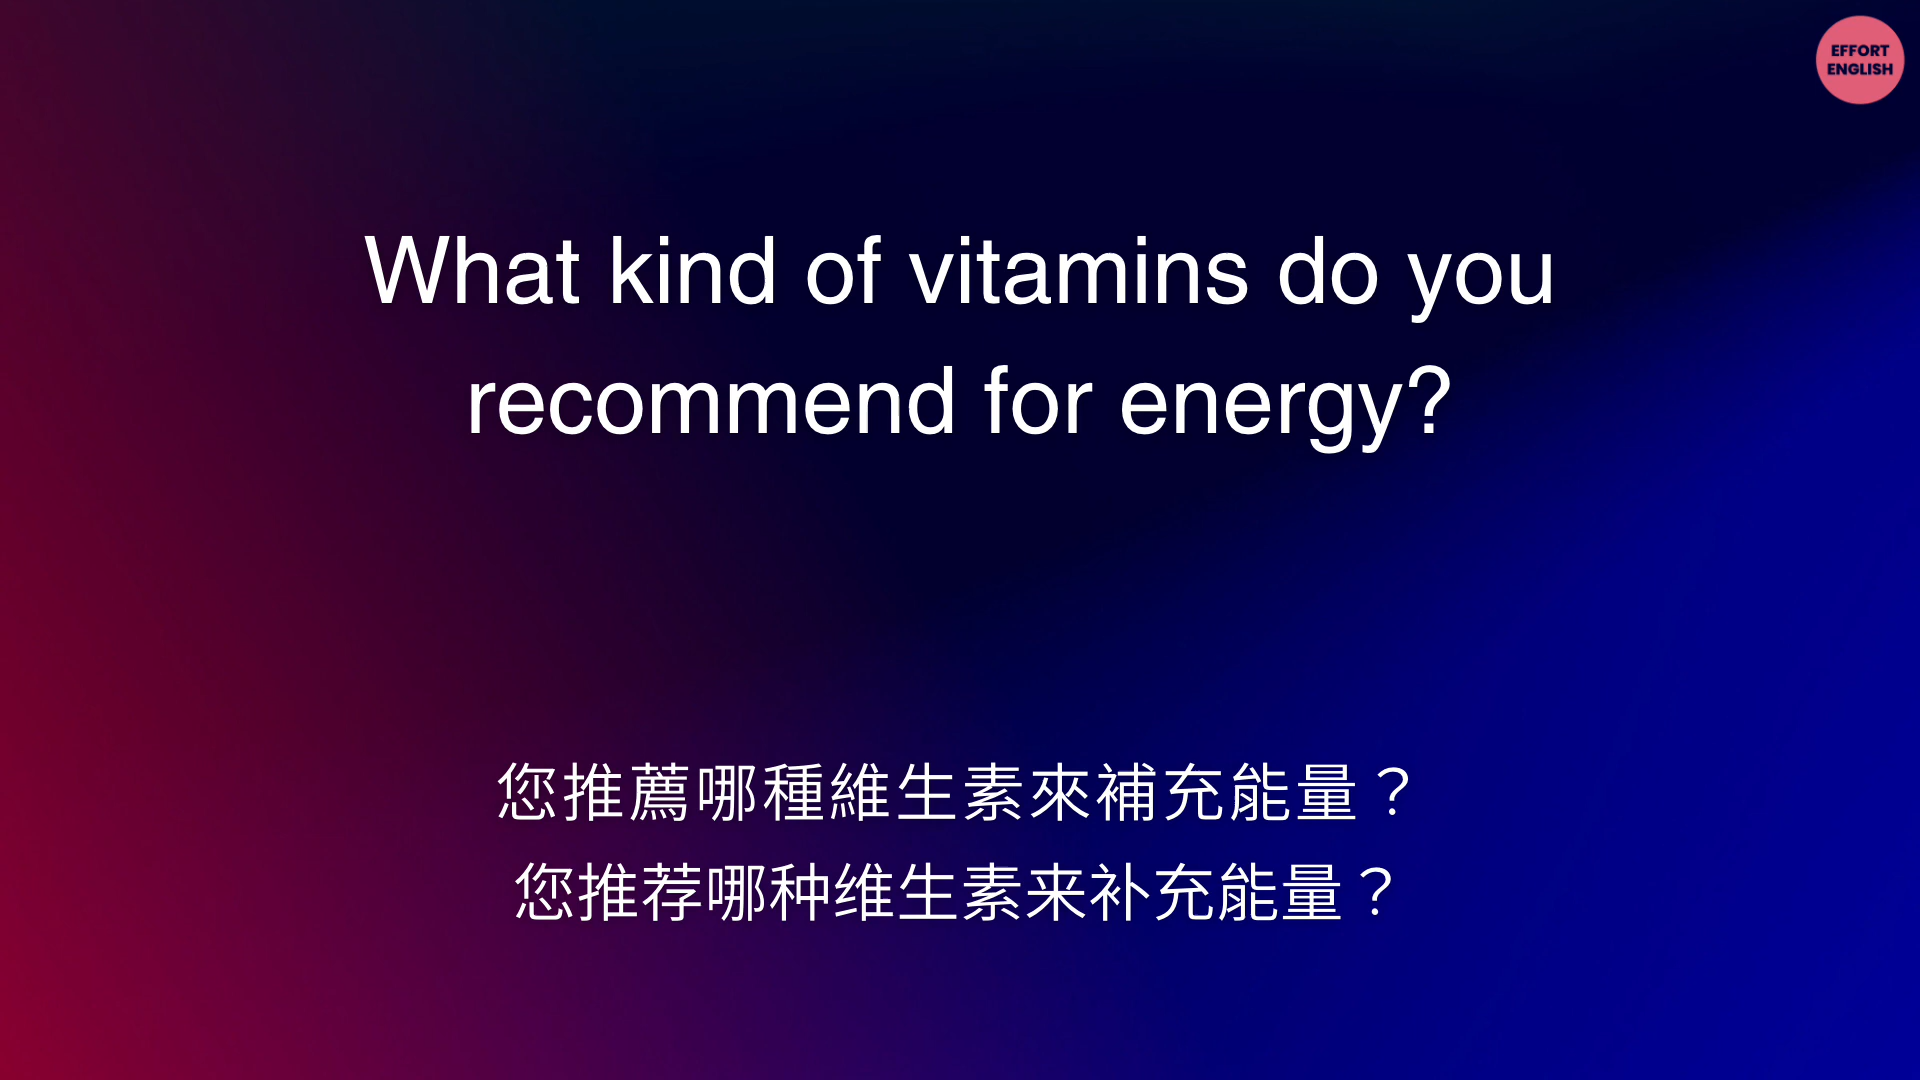 EFFORT
ENGLISH
What kind of vitamins do you
recommend for energy?
您推薦哪種維生素來補充能量？
您推荐哪种维生素来补充能量？